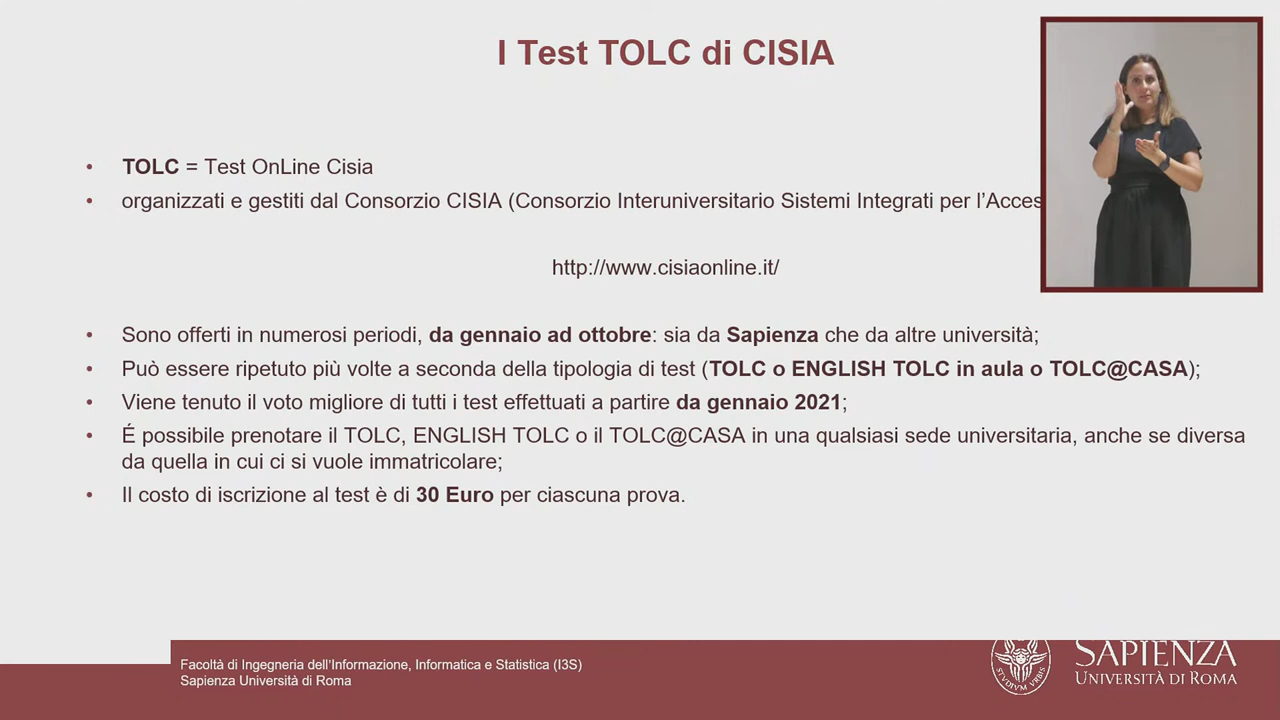 I Test TOLC di CISIA
• TOLC = Test OnLine Cisia
• organizzati e gestiti dal Consorzio CISIA (Consorzio Interuniversitario Sistemi Integrati per l’Acces
http://www.cisiaonline.it/
• Sono offerti in numerosi periodi, da gennaio ad ottobre: sia da Sapienza che da altre università;
• Può essere ripetuto più volte a seconda della tipologia di test (TOLC o ENGLISH TOLC in aula o TOLC@CASA);
• Viene tenuto il voto migliore di tutti i test effettuati a partire da gennaio 2021;
• É possibile prenotare il TOLC, ENGLISH TOLC o il TOLC@CASA in una qualsiasi sede universitaria, anche se diversa
da quella in cui ci si vuole immatricolare;
• Il costo di iscrizione al test è di 30 Euro per ciascuna prova.
Facoltà di Ingegneria dell’Informazione, Informatica e Statistica (I3S)
Sapienza Università di Roma
STVDIVM VRBIS
SAPIENZA
UNIVERSITÀ DI ROMA